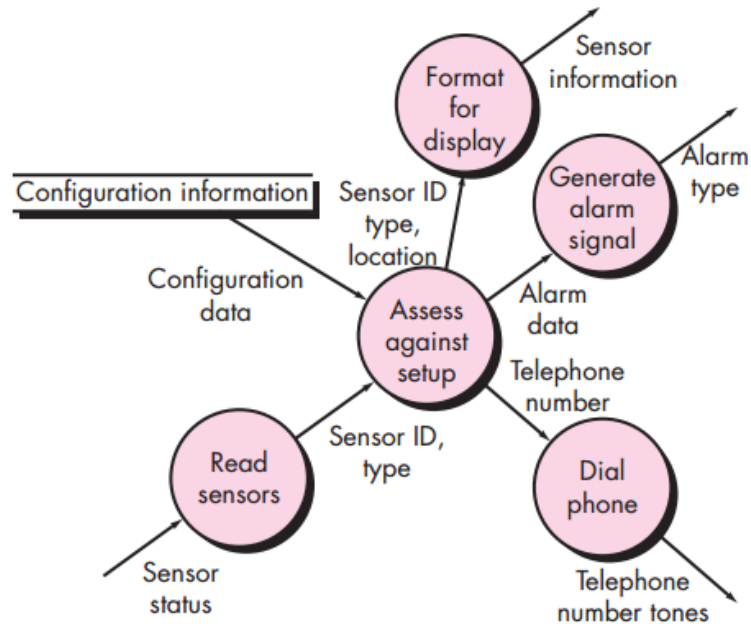 Format
for
display
Sensor
information
Generate
alarm
signal
Alarm
type
Configuration information
Sensor ID
type,
location
Configuration
data
Assess
against
setup
Alarm
data
Telephone
number
Read
sensors
Sensor ID,
type
Dial
phone
Sensor
status
Telephone
number tones